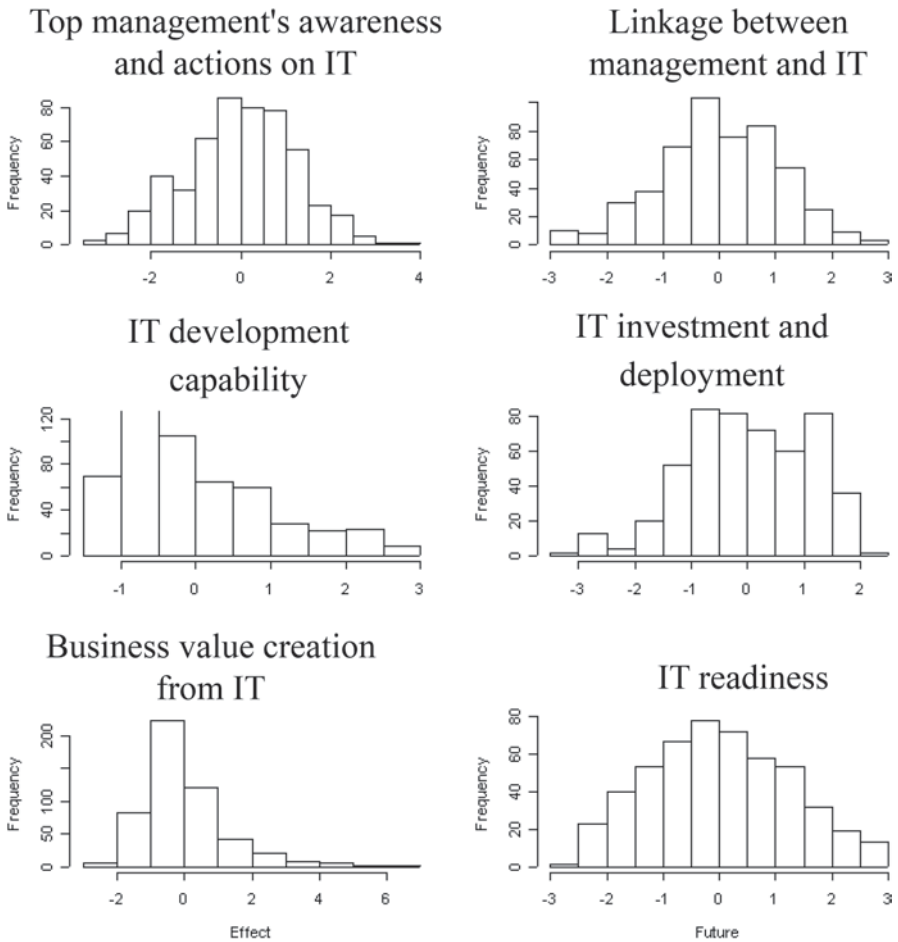 Top management's awareness
and actions on IT
Frequency
0 20 40 60 80
-2 0 2 4
Linkage between
management and IT
Frequency
0 20 40 60 80
-3 -2 -1 0 1 2 3
IT development
capability
Frequency
0 40 80 120
-1 0 1 2 3
IT investment and
deployment
Frequency
0 20 40 60 80
-3 -2 -1 0 1 2
Business value creation
from IT
Frequency
0 50 100 200
-2 0 2 4 6
Effect
IT readiness
Frequency
0 20 40 60 80
-3 -2 -1 0 1 2 3
Future